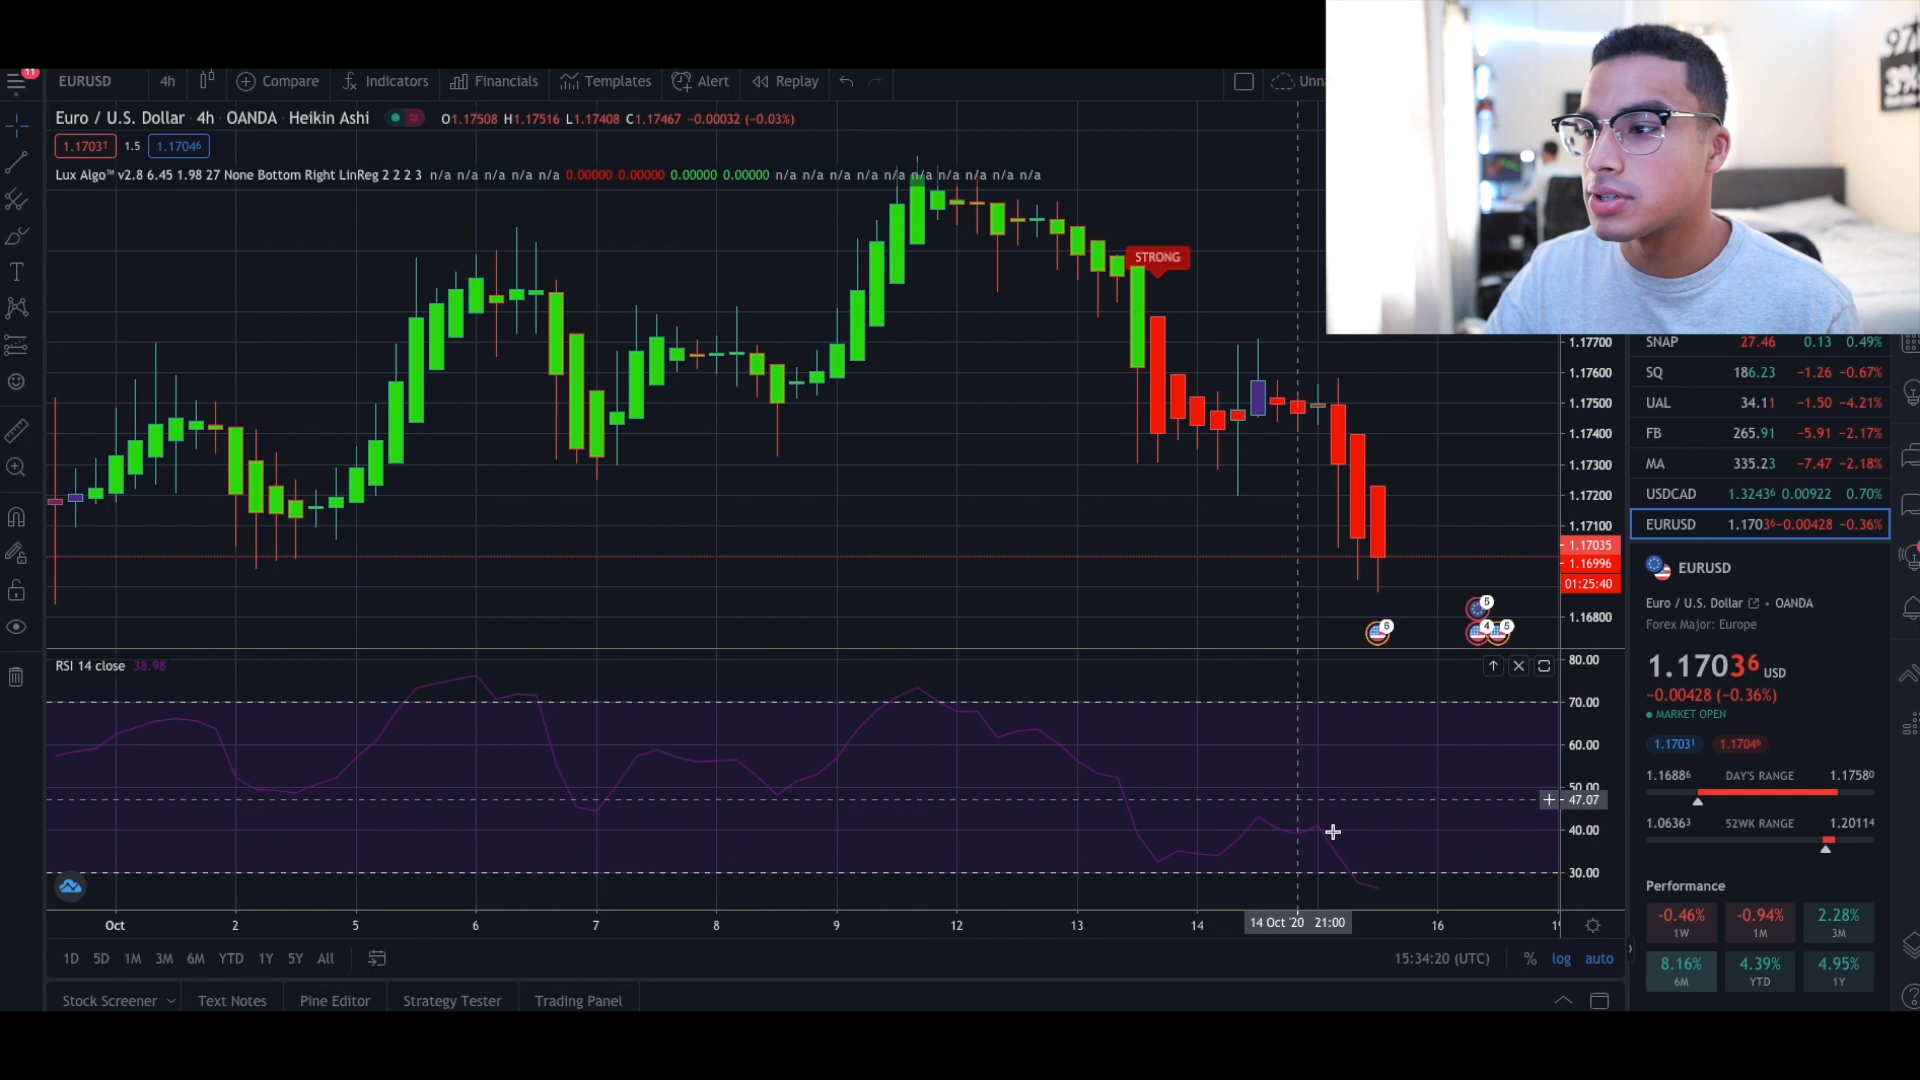 11
EURUSD 4h Compare Indicators Financials Templates Alert Replay Unn
Euro / U.S. Dollar 4h OANDA Heikin Ashi O1.17508 H1.17516 L1.17408 C1.17467 −0.00032 (−0.03%)
1.17031 1.5 1.17046
Lux Algo™ v2.8 6.45 1.98 27 None Bottom Right LinReg 2 2 2 3 n/a n/a n/a n/a n/a 0.00000 0.00000 0.00000 0.00000 n/a n/a n/a n/a n/a n/a n/a n/a n/a n/a
STRONG
97
3%
1.17700
1.17600
1.17500
1.17400
1.17300
1.17200
1.17100
1.17035
1.16996
01:25:40
1.16800
5
6 4 5
SNAP 27.46 0.13 0.49%
SQ 186.23 −1.26 −0.67%
UAL 34.11 −1.50 −4.21%
FB 265.91 −5.91 −2.17%
MA 335.23 −7.47 −2.18%
USDCAD 1.32436 0.00922 0.70%
EURUSD 1.17036 −0.00428 −0.36%
EURUSD
Euro / U.S. Dollar • OANDA
Forex Major: Europe
1.17036 USD
−0.00428 (−0.36%)
MARKET OPEN
1.17031 1.17046
1.16886 DAY'S RANGE 1.17580
1.06363 52WK RANGE 1.20114
Performance
-0.46% -0.94% 2.28%
1W 1M 3M
8.16% 4.39% 4.95%
6M YTD 1Y
RSI 14 close 38.98
80.00
70.00
60.00
50.00
47.07
40.00
30.00
Oct 2 5 6 7 8 9 12 13 14 14 Oct '20 21:00 16
1D 5D 1M 3M 6M YTD 1Y 5Y All 15:34:20 (UTC) % log auto
Stock Screener Text Notes Pine Editor Strategy Tester Trading Panel